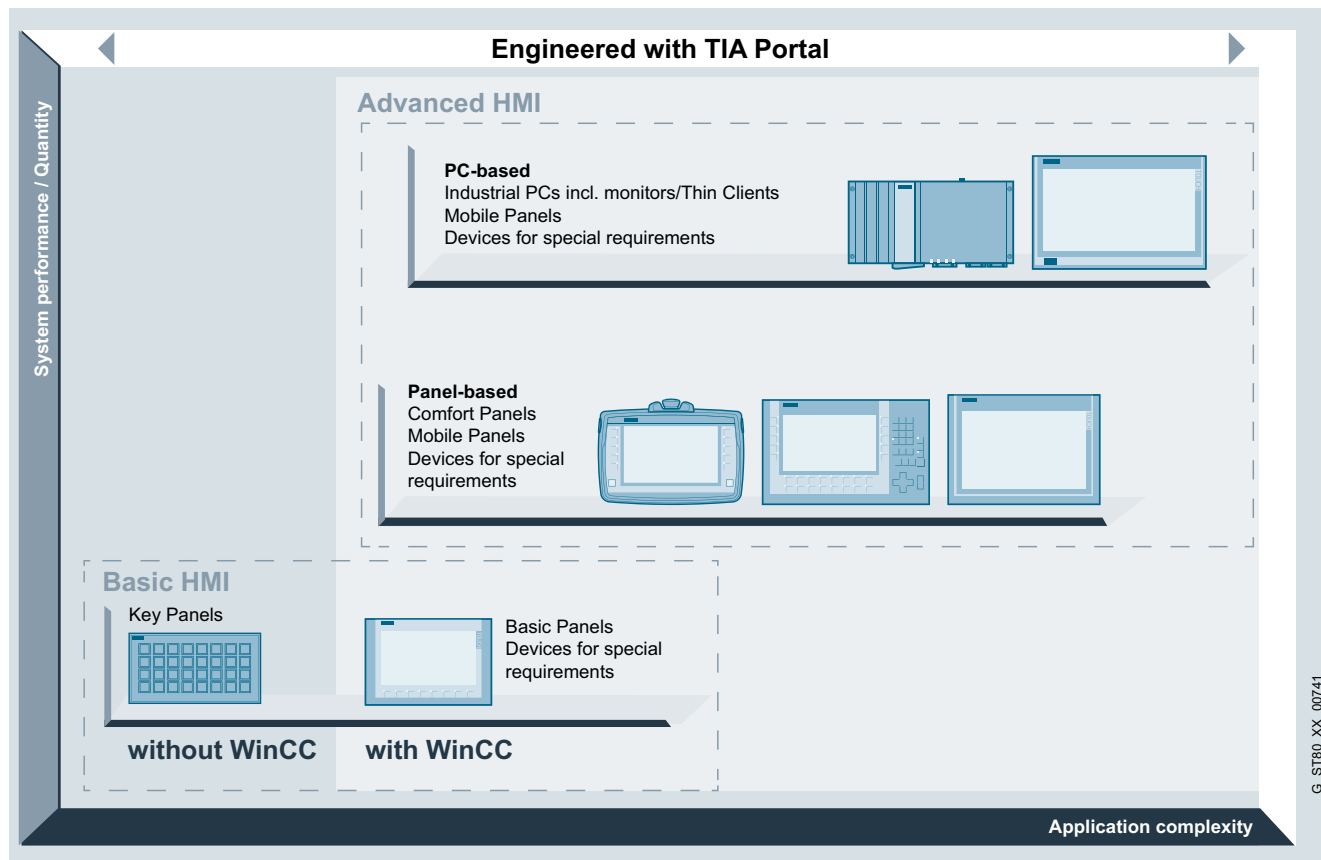 Engineered with TIA Portal
System performance / Quantity
Advanced HMI
PC-based
Industrial PCs incl. monitors/Thin Clients
Mobile Panels
Devices for special requirements
Panel-based
Comfort Panels
Mobile Panels
Devices for special
requirements
Basic HMI
Key Panels
Basic Panels
Devices for special
requirements
without WinCC
with WinCC
Application complexity
G_ST80_XX_00741